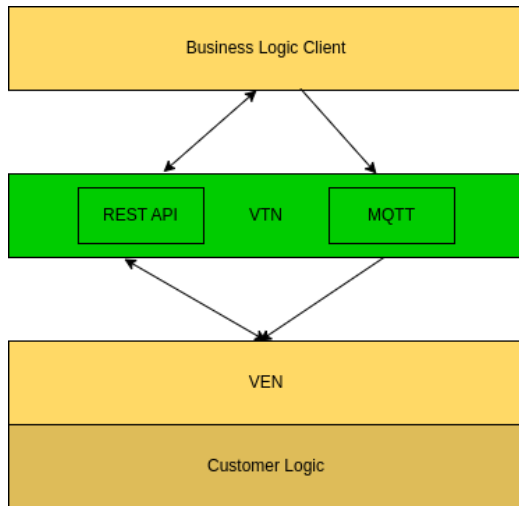 Business Logic Client
REST API
VTN
MQTT
VEN
Customer Logic